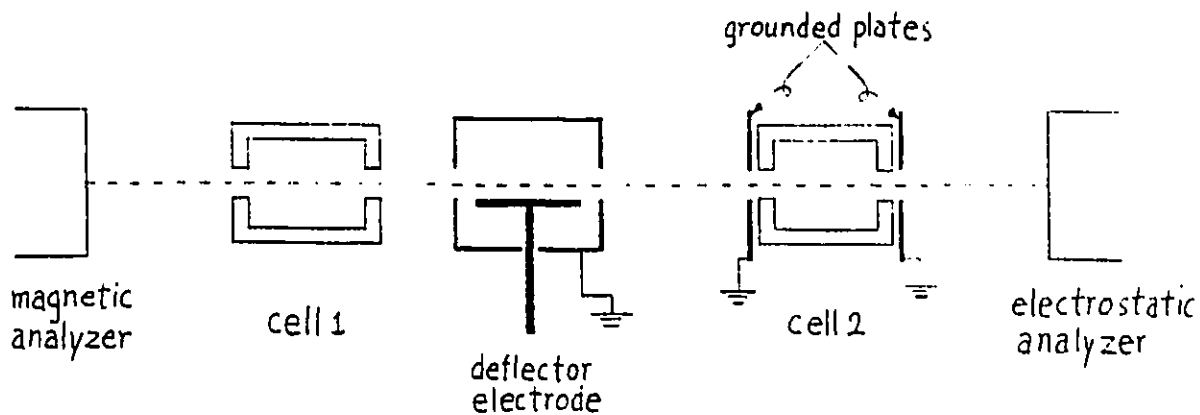 grounded plates
magnetic
analyzer
cell 1
deflector
electrode
cell 2
electrostatic
analyzer